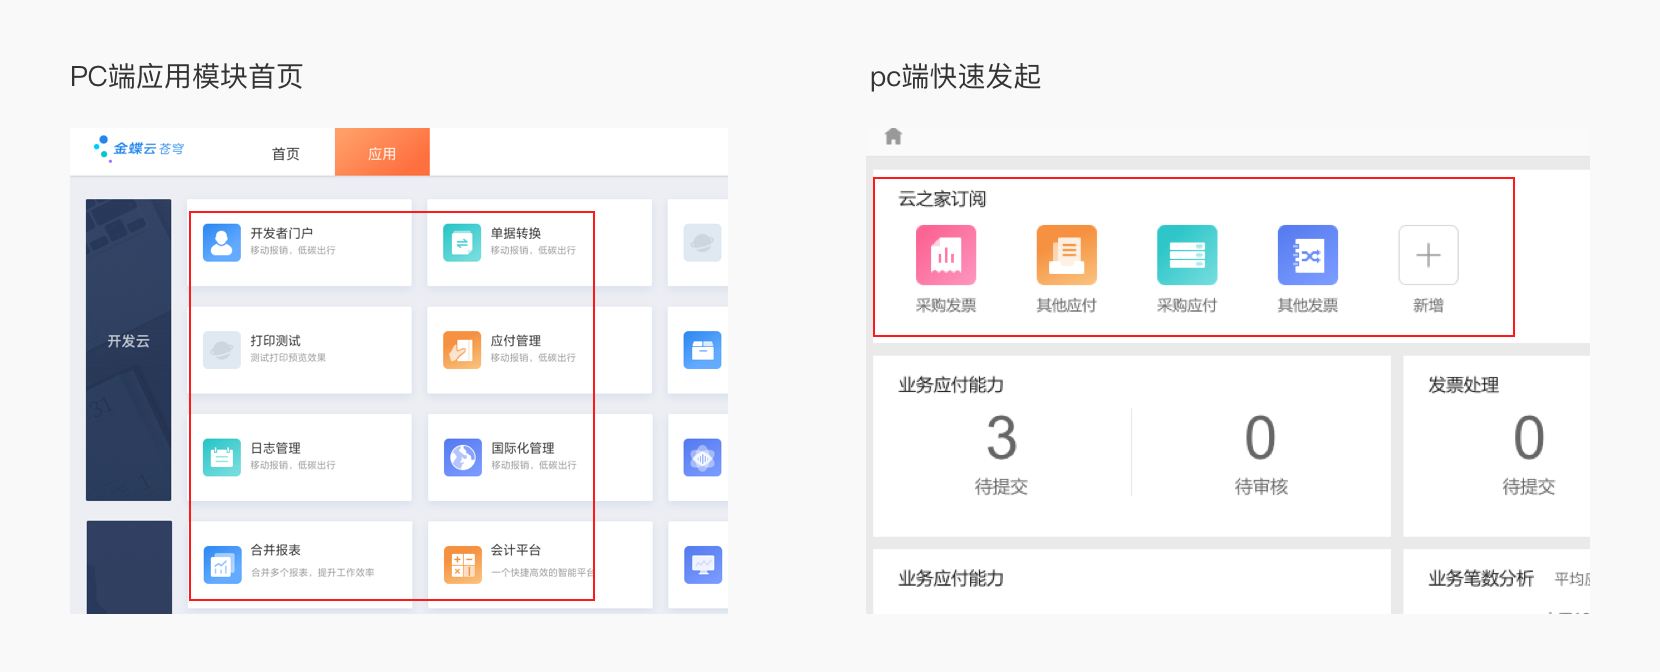 PC端应用模块首页
金蝶云苍穹
首页
应用
开发云
开发者门户
移动报销，低碳出行
单据转换
移动报销，低碳出行
打印测试
测试打印预览效果
应付管理
移动报销，低碳出行
31
日志管理
移动报销，低碳出行
国际化管理
移动报销，低碳出行
合并报表
合并多个报表，提升工作效率
会计平台
一个快捷高效的智能平台
pc端快速发起
云之家订阅
采购发票
其他应付
采购应付
其他发票
新增
业务应付能力
3
待提交
0
待审核
发票处理
0
待提交
业务应付能力
业务笔数分析
平均